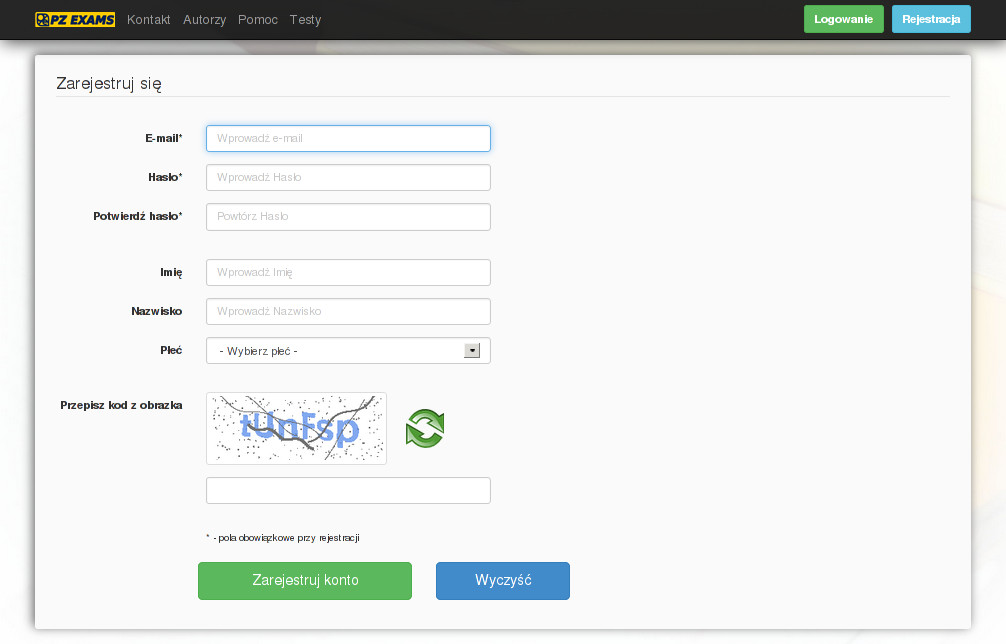 PZ EXAMS Kontakt Autorzy Pomoc Testy Logowanie Rejestracja
Zarejestruj się
E-mail* Wprowadź e-mail
Hasło* Wprowadź Hasło
Potwierdź hasło* Powtórz Hasło
Imię Wprowadź Imię
Nazwisko Wprowadź Nazwisko
Płeć - Wybierz płeć -
Przepisz kod z obrazka tUnFsp
* - pola obowiązkowe przy rejestracji
Zarejestruj konto Wyczyść